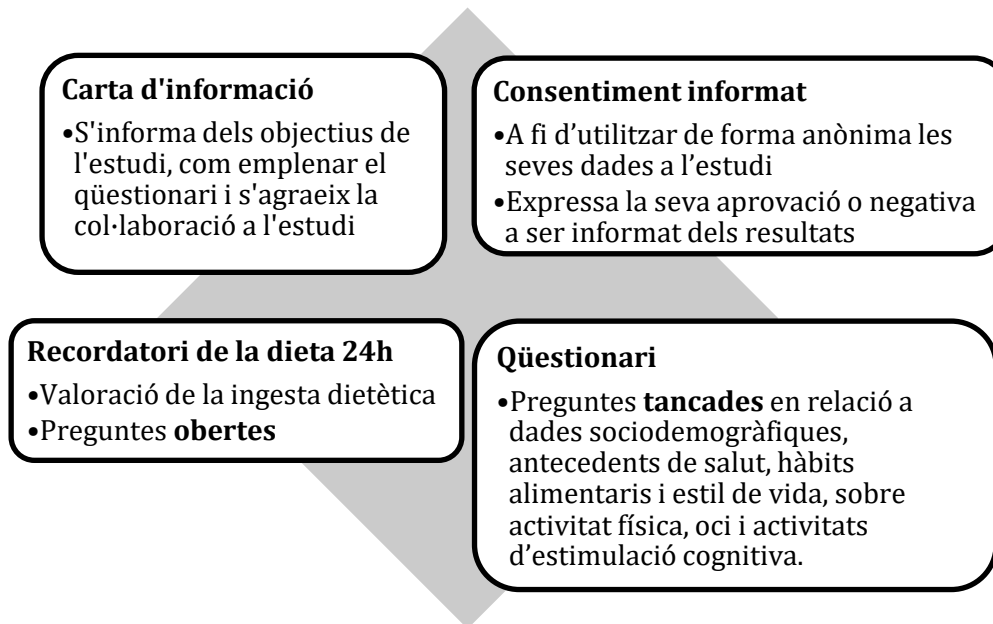 Carta d'informació
•S'informa dels objectius de
l'estudi, com emplenar el
qüestionari i s'agraeix la
col·laboració a l'estudi
Consentiment informat
•A fi d’utilitzar de forma anònima les
seves dades a l’estudi
•Expressa la seva aprovació o negativa
a ser informat dels resultats
Recordatori de la dieta 24h
•Valoració de la ingesta dietètica
•Preguntes obertes
Qüestionari
•Preguntes tancades en relació a
dades sociodemogràfiques,
antecedents de salut, hàbits
alimentaris i estil de vida, sobre
activitat física, oci i activitats
d’estimulació cognitiva.